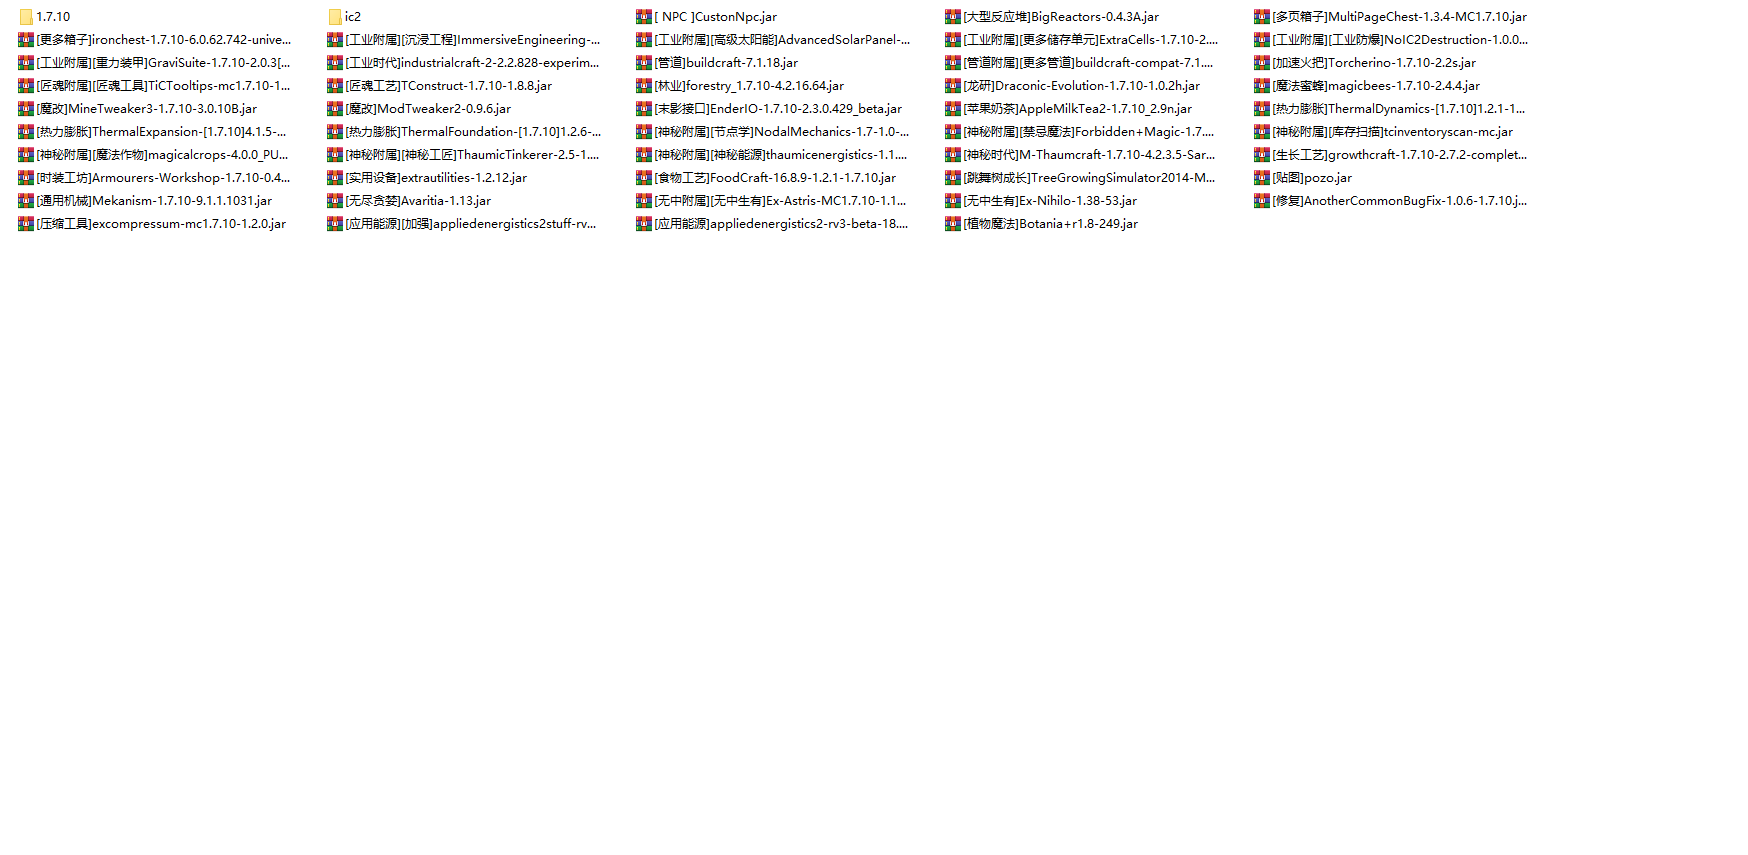 1.7.10
ic2
[ NPC ]CustonNpc.jar
[大型反应堆]BigReactors-0.4.3A.jar
[多页箱子]MultiPageChest-1.3.4-MC1.7.10.jar
[更多箱子]ironchest-1.7.10-6.0.62.742-unive...
[工业附属][沉浸工程]ImmersiveEngineering-...
[工业附属][高级太阳能]AdvancedSolarPanel-...
[工业附属][更多储存单元]ExtraCells-1.7.10-2....
[工业附属][工业防爆]NoIC2Destruction-1.0.0...
[工业附属][重力装甲]GraviSuite-1.7.10-2.0.3[...
[工业时代]industrialcraft-2-2.2.828-experim...
[管道]buildcraft-7.1.18.jar
[管道附属][更多管道]buildcraft-compat-7.1....
[加速火把]Torcherino-1.7.10-2.2s.jar
[匠魂附属][匠魂工具]TiCTooltips-mc1.7.10-1...
[匠魂工艺]TConstruct-1.7.10-1.8.8.jar
[林业]forestry_1.7.10-4.2.16.64.jar
[龙研]Draconic-Evolution-1.7.10-1.0.2h.jar
[魔法蜜蜂]magicbees-1.7.10-2.4.4.jar
[魔改]MineTweaker3-1.7.10-3.0.10B.jar
[魔改]ModTweaker2-0.9.6.jar
[末影接口]EnderIO-1.7.10-2.3.0.429_beta.jar
[苹果奶茶]AppleMilkTea2-1.7.10_2.9n.jar
[热力膨胀]ThermalDynamics-[1.7.10]1.2.1-1...
[热力膨胀]ThermalExpansion-[1.7.10]4.1.5-...
[热力膨胀]ThermalFoundation-[1.7.10]1.2.6-...
[神秘附属][节点学]NodalMechanics-1.7-1.0-...
[神秘附属][禁忌魔法]Forbidden+Magic-1.7....
[神秘附属][库存扫描]tcinventoryscan-mc.jar
[神秘附属][魔法作物]magicalcrops-4.0.0_PU...
[神秘附属][神秘工匠]ThaumicTinkerer-2.5-1....
[神秘附属][神秘能源]thaumicenergistics-1.1....
[神秘时代]M-Thaumcraft-1.7.10-4.2.3.5-Sar...
[生长工艺]growthcraft-1.7.10-2.7.2-complet...
[时装工坊]Armourers-Workshop-1.7.10-0.4...
[实用设备]extrautilities-1.2.12.jar
[食物工艺]FoodCraft-16.8.9-1.2.1-1.7.10.jar
[跳舞树成长]TreeGrowingSimulator2014-M...
[贴图]pozo.jar
[通用机械]Mekanism-1.7.10-9.1.1.1031.jar
[无尽贪婪]Avaritia-1.13.jar
[无中附属][无中生有]Ex-Astris-MC1.7.10-1.1...
[无中生有]Ex-Nihilo-1.38-53.jar
[修复]AnotherCommonBugFix-1.0.6-1.7.10.j...
[压缩工具]excompressum-mc1.7.10-1.2.0.jar
[应用能源][加强]appliedenergistics2stuff-rv...
[应用能源]appliedenergistics2-rv3-beta-18....
[植物魔法]Botania+r1.8-249.jar